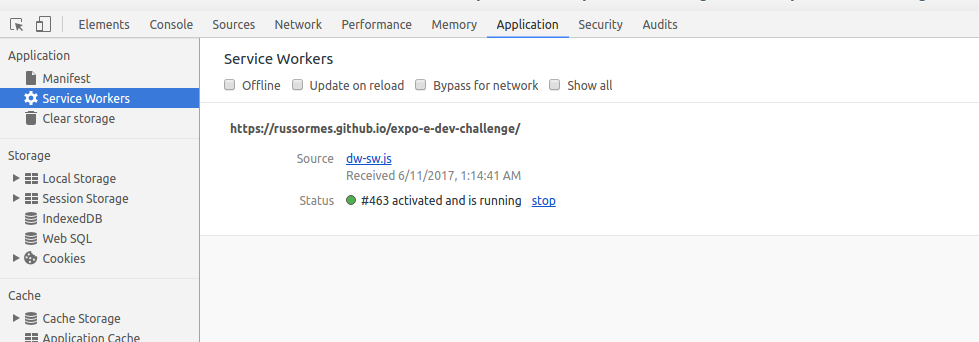 Elements Console Sources Network Performance Memory Application Security Audits
Application
Manifest
Service Workers
Clear storage
Storage
Local Storage
Session Storage
IndexedDB
Web SQL
Cookies
Cache
Cache Storage
Application Cache
Service Workers
Offline Update on reload Bypass for network Show all
https://russormes.github.io/expo-e-dev-challenge/
Source dw-sw.js
Received 6/11/2017, 1:14:41 AM
Status #463 activated and is running stop